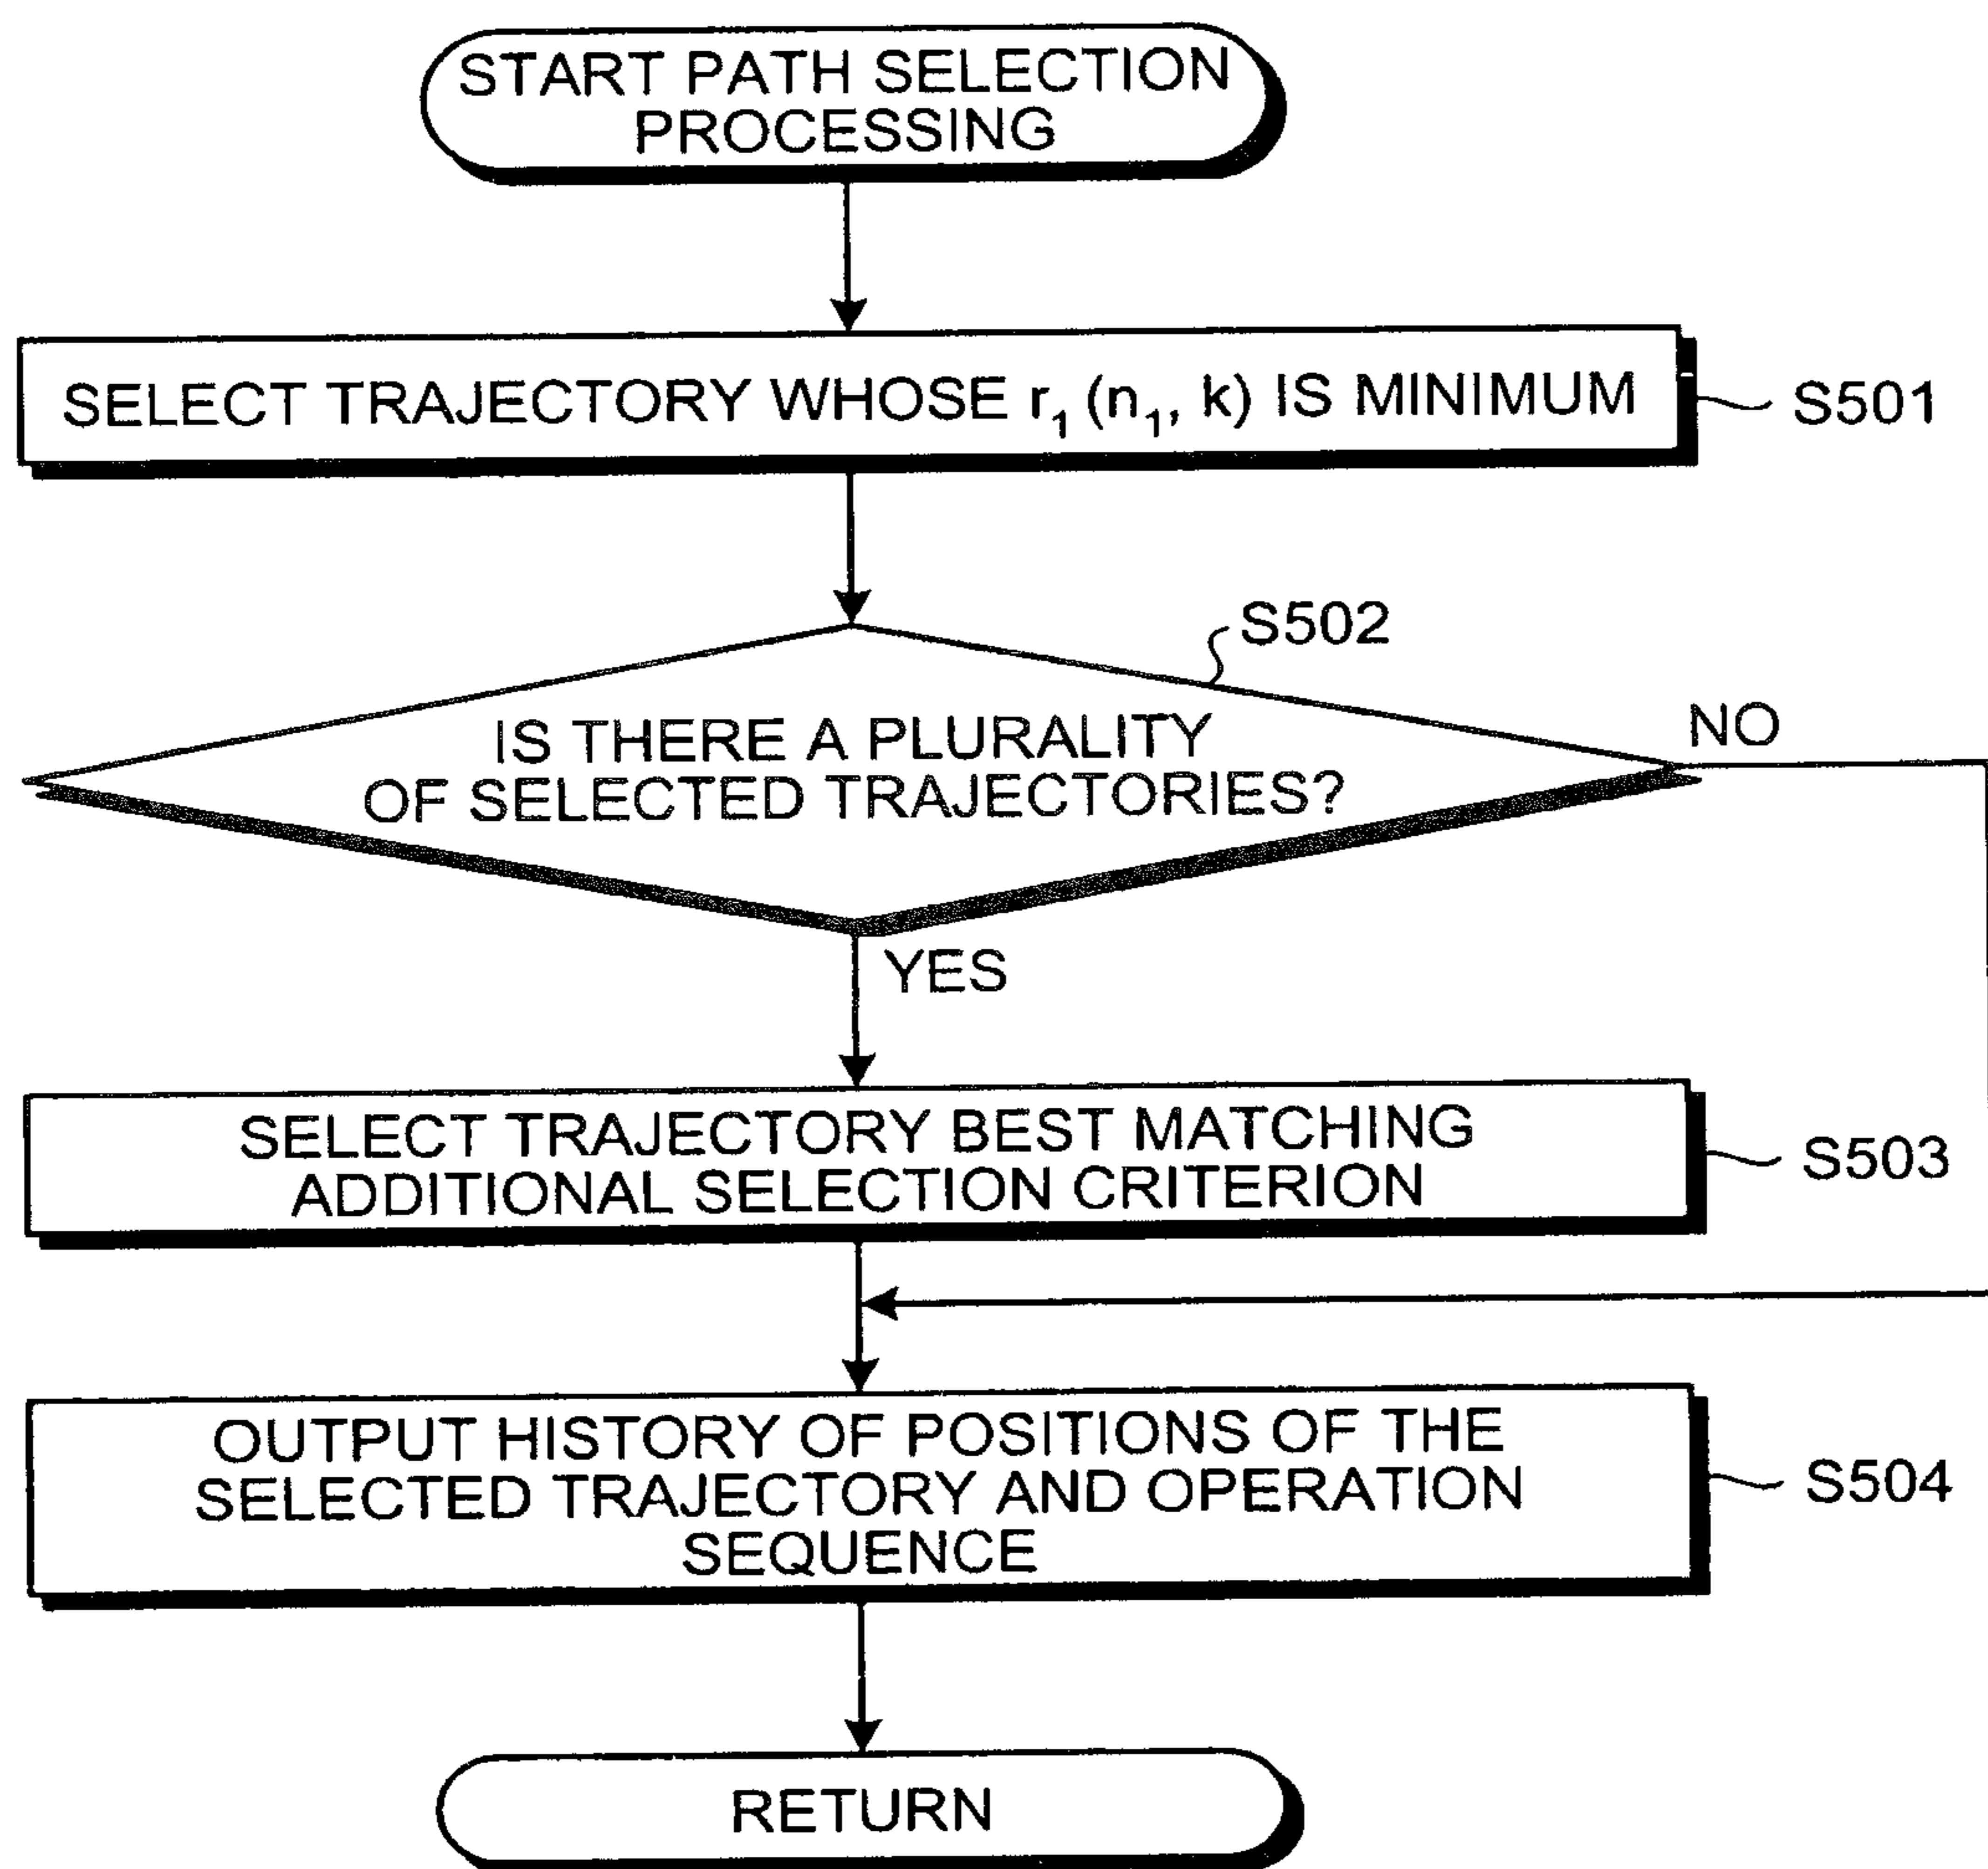 START PATH SELECTION
PROCESSING
SELECT TRAJECTORY WHOSE r₁ (n₁, k) IS MINIMUM
S501
S502
IS THERE A PLURALITY
OF SELECTED TRAJECTORIES?
NO
YES
SELECT TRAJECTORY BEST MATCHING
ADDITIONAL SELECTION CRITERION
S503
OUTPUT HISTORY OF POSITIONS OF THE
SELECTED TRAJECTORY AND OPERATION
SEQUENCE
S504
RETURN